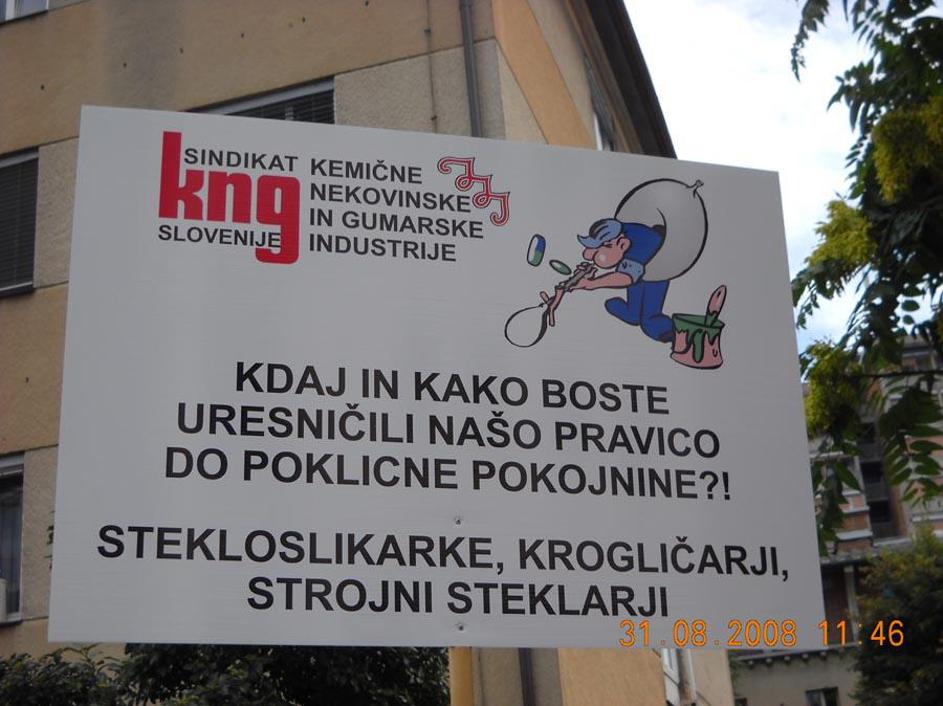 SINDIKAT
kng
SLOVENIJE
KEMIČNE
NEKOVINSKE
IN GUMARSKE
INDUSTRIJE
KDAJ IN KAKO BOSTE
URESNIČILI NAŠO PRAVICO
DO POKLICNE POKOJNINE?!
STEKLOSLIKARKE, KROGLIČARJI,
STROJNI STEKLARJI
31.08.2008 11:46